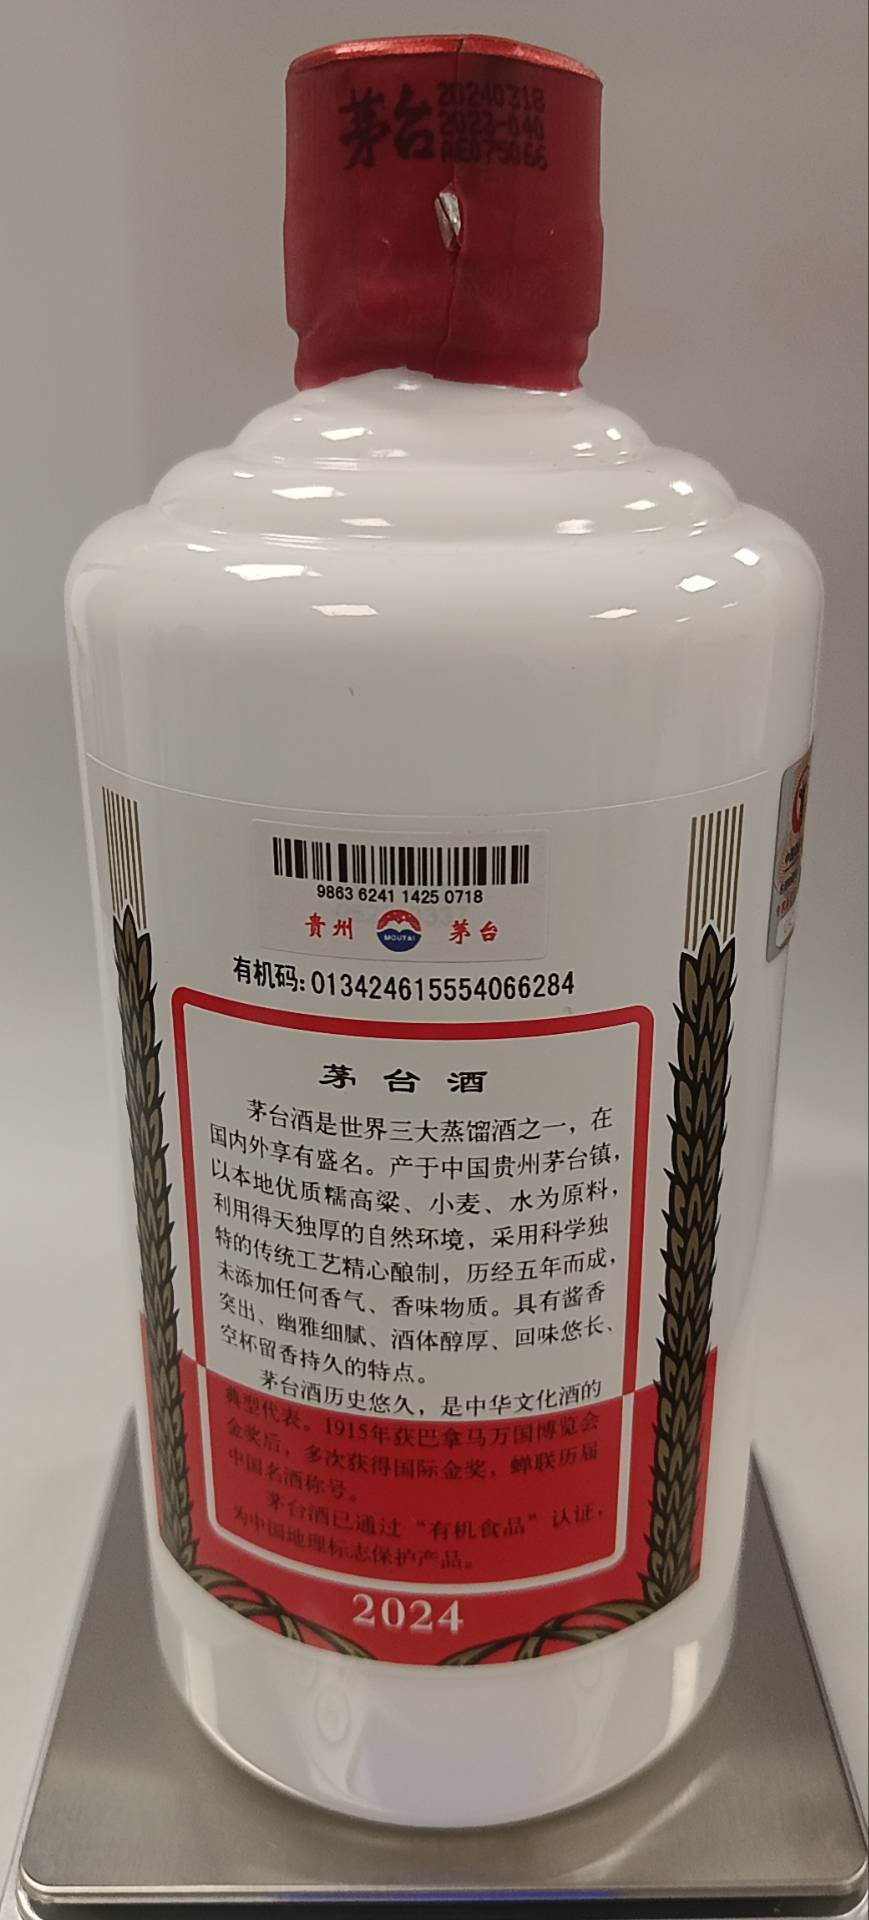 茅台
20240318
2023-040
AE075066
9863 6241 1425 0718
贵州 MOUTAI 茅台
有机码:013424615554066284
茅台酒
茅台酒是世界三大蒸馏酒之一，在
国内外享有盛名。产于中国贵州茅台镇，
以本地优质糯高粱、小麦、水为原料，
利用得天独厚的自然环境，采用科学独
特的传统工艺精心酿制，历经五年而成，
未添加任何香气、香味物质。具有酱香
突出、幽雅细腻、酒体醇厚、回味悠长、
空杯留香持久的特点。
茅台酒历史悠久，是中华文化酒的
典型代表。1915年获巴拿马万国博览会
金奖后，多次获得国际金奖，蝉联历届
中国名酒称号。
茅台酒已通过“有机食品”认证，
为中国地理标志保护产品。
2024